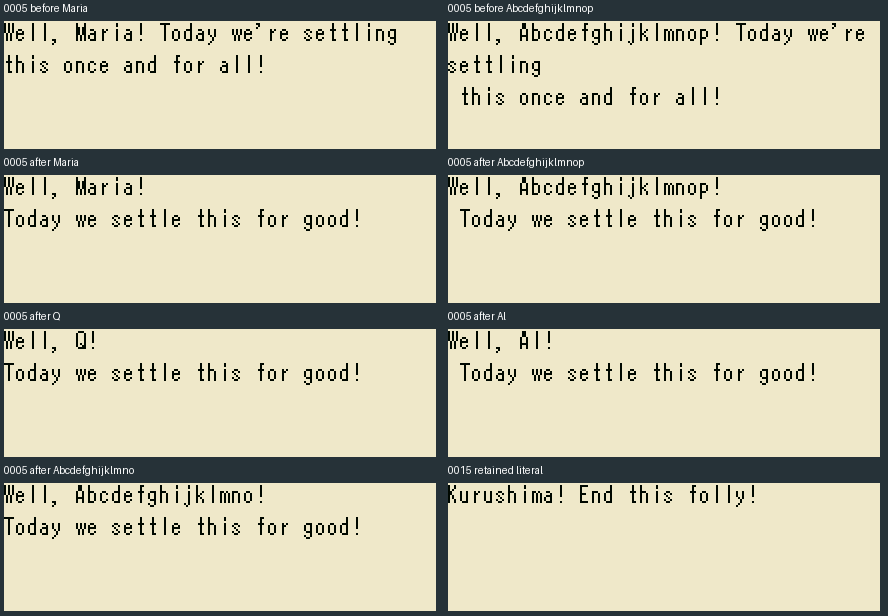 0005 before Maria
Well, Maria! Today we're settling
this once and for all!
0005 before Abcdefghijklmnop
Well, Abcdefghijklmnop! Today we're
settling
this once and for all!
0005 after Maria
Well, Maria!
Today we settle this for good!
0005 after Abcdefghijklmnop
Well, Abcdefghijklmnop!
Today we settle this for good!
0005 after Q
Well, Q!
Today we settle this for good!
0005 after Al
Well, Al!
Today we settle this for good!
0005 after Abcdefghijklmno
Well, Abcdefghijklmno!
Today we settle this for good!
0015 retained literal
Kurushima! End this folly!